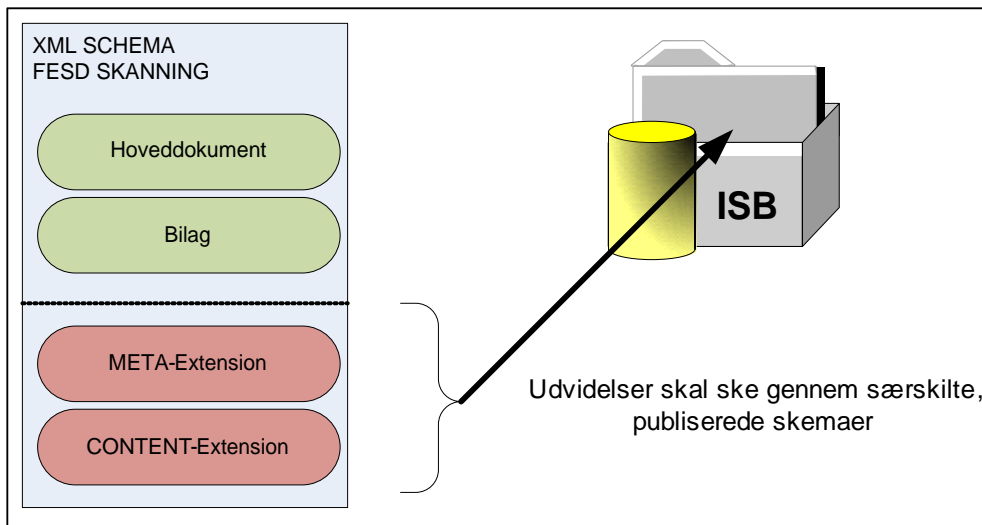 XML SCHEMA
FESD SKANNING
Hoveddokument
Bilag
META-Extension
CONTENT-Extension
ISB
Udvidelser skal ske gennem særskilte,
publiserede skemaer